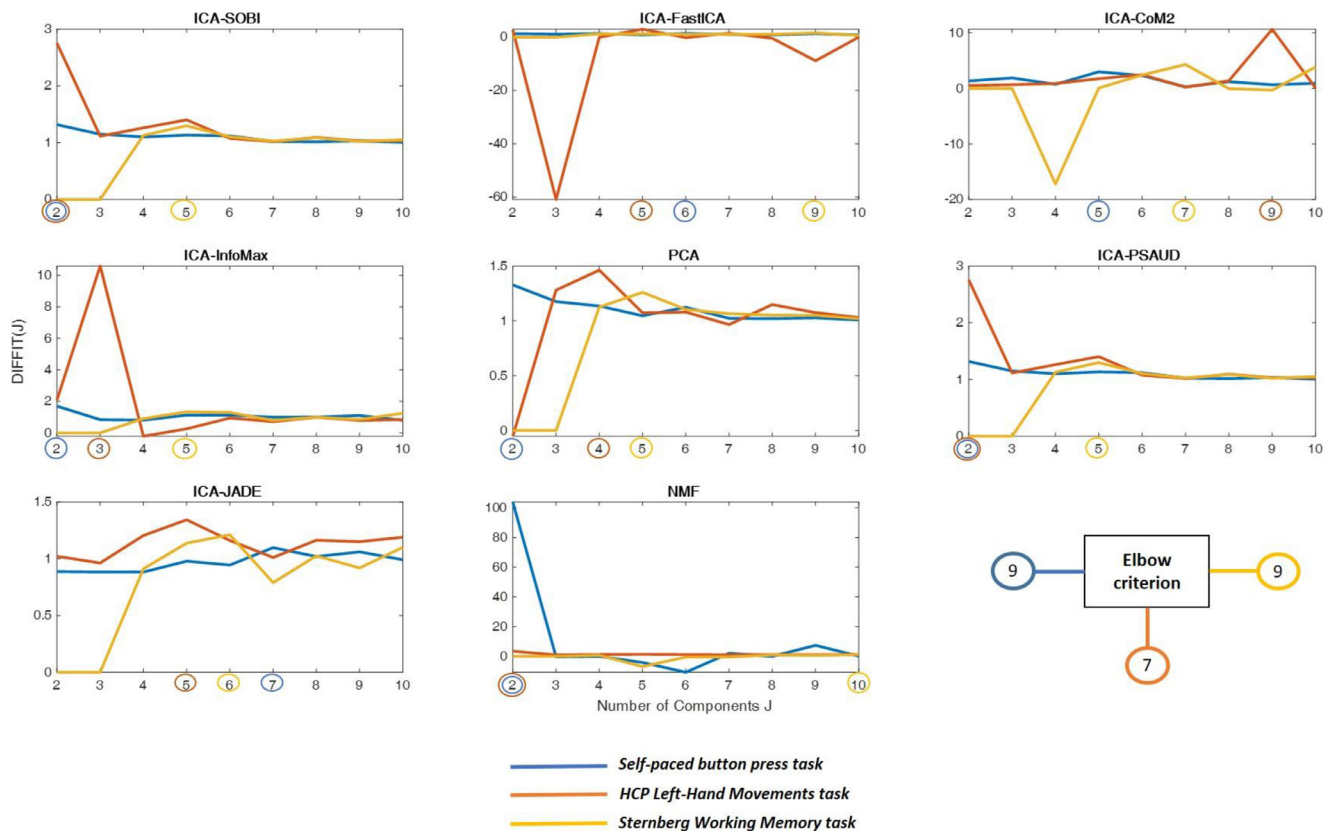 ICA-SOBI
3
2
1
0
2 3 4 5 6 7 8 9 10
ICA-FastICA
0
-20
-40
-60
2 3 4 5 6 7 8 9 10
ICA-CoM2
10
0
-10
-20
2 3 4 5 6 7 8 9 10
ICA-InfoMax
DIFFIT(J)
10
8
6
4
2
0
2 3 4 5 6 7 8 9 10
PCA
1.5
1
0.5
0
2 3 4 5 6 7 8 9 10
ICA-PSAUD
3
2
1
0
2 3 4 5 6 7 8 9 10
ICA-JADE
1.5
1
0.5
0
2 3 4 5 6 7 8 9 10
NMF
100
80
60
40
20
0
2 3 4 5 6 7 8 9 10
Number of Components J
9
Elbow
criterion
9
7
Self-paced button press task
HCP Left-Hand Movements task
Sternberg Working Memory task